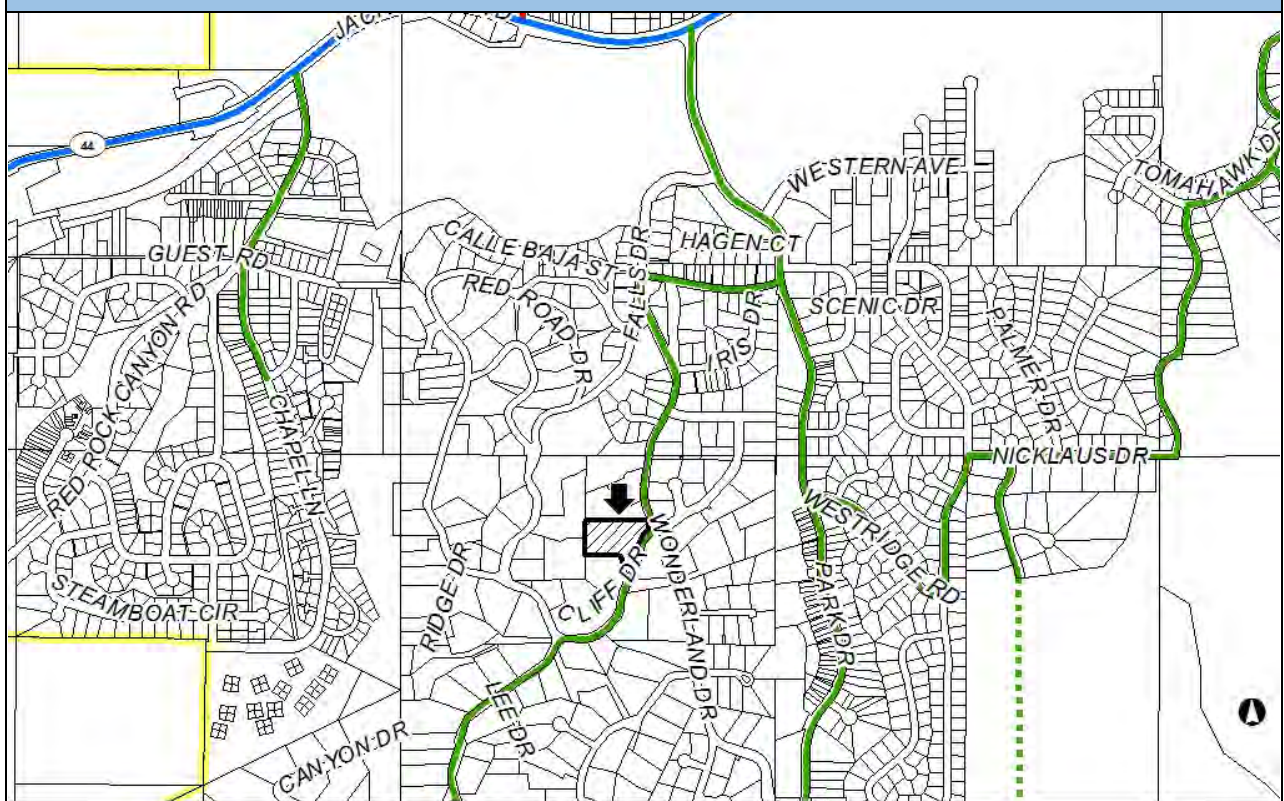 44
WESTERN AVE
TOMAHAWK DR
CALLE BAJA ST
FALLS DR
HAGEN CT
GUEST RD
RED ROAD DR
IRIS DR
SCENIC DR
PALMER DR
RED ROCK CANYON RD
CHAPEL LN
NICKLAUS DR
WESTRIDGE RD
WONDERLAND DR
CLIFF DR
RIDGE DR
PARK DR
STEAMBOAT CIR
LEE DR
CANYON DR